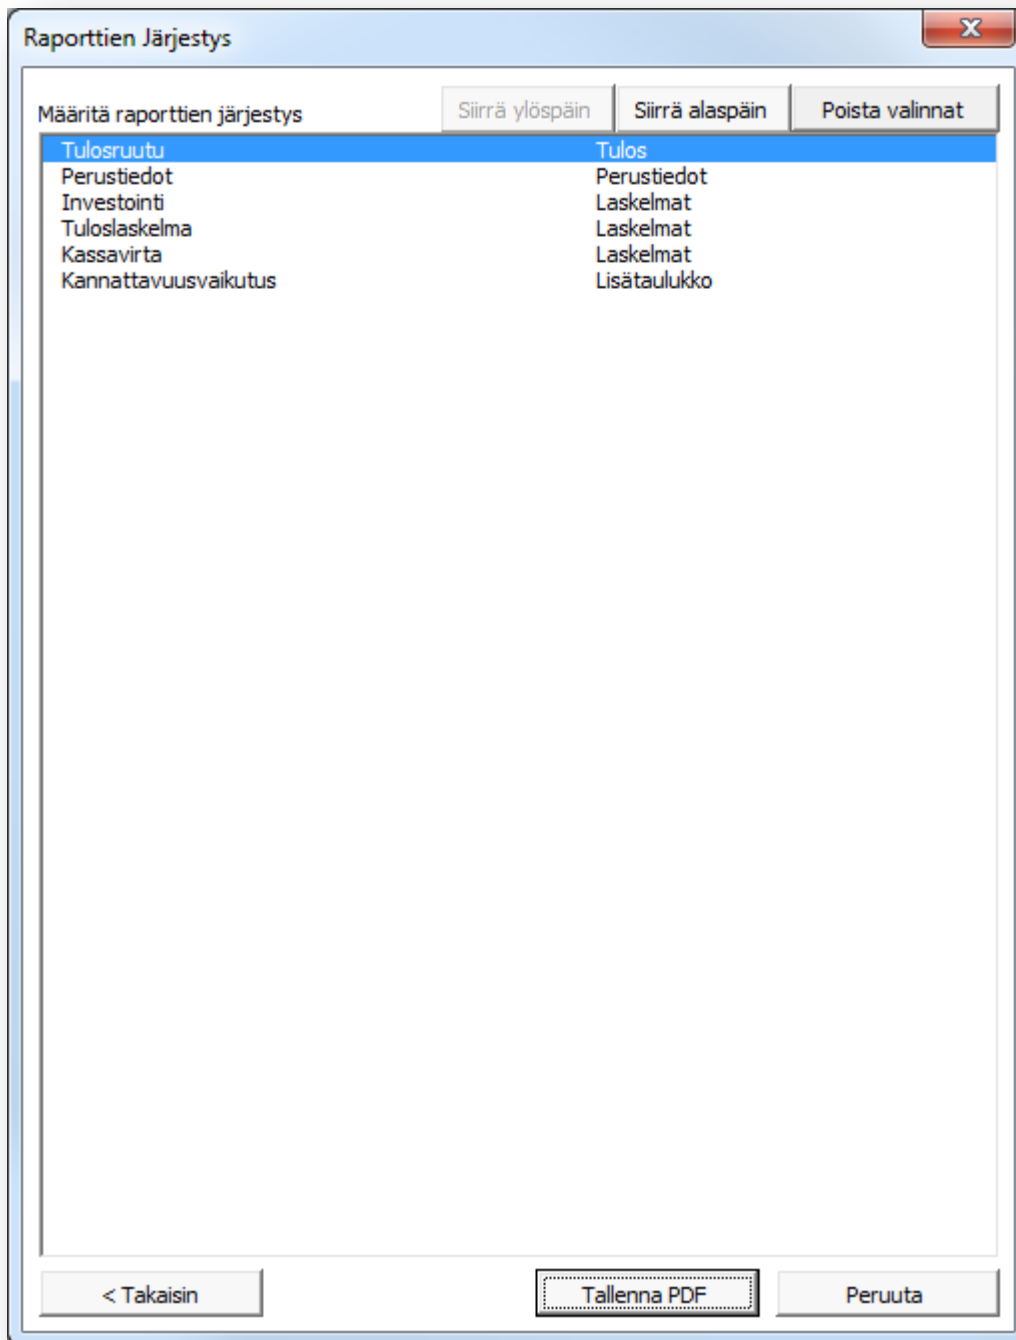 Raporttien Järjestys
Määritä raporttien järjestys Siirrä ylöspäin Siirrä alaspäin Poista valinnat
Tulosruutu Tulos
Perustiedot Perustiedot
Investointi Laskelmat
Tuloslaskelma Laskelmat
Kassavirta Laskelmat
Kannattavuusvaikutus Lisätaulukko
< Takaisin Tallenna PDF Peruuta